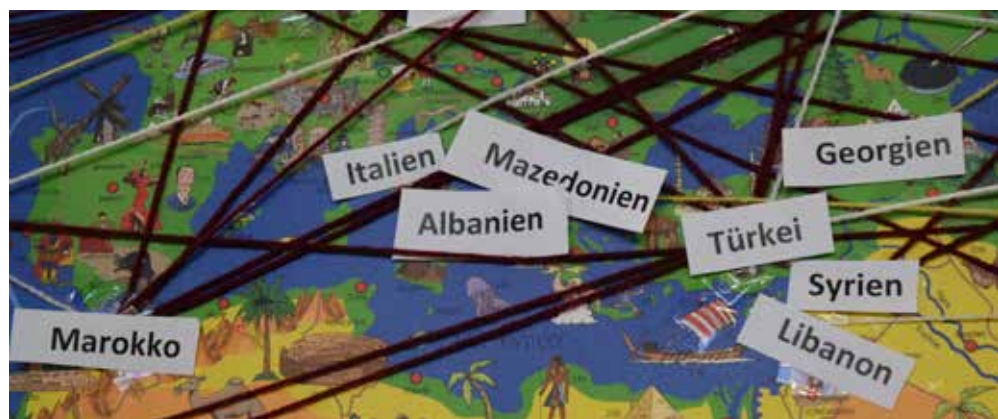 Italien
Mazedonien
Georgien
Albanien
Türkei
Syrien
Marokko
Libanon